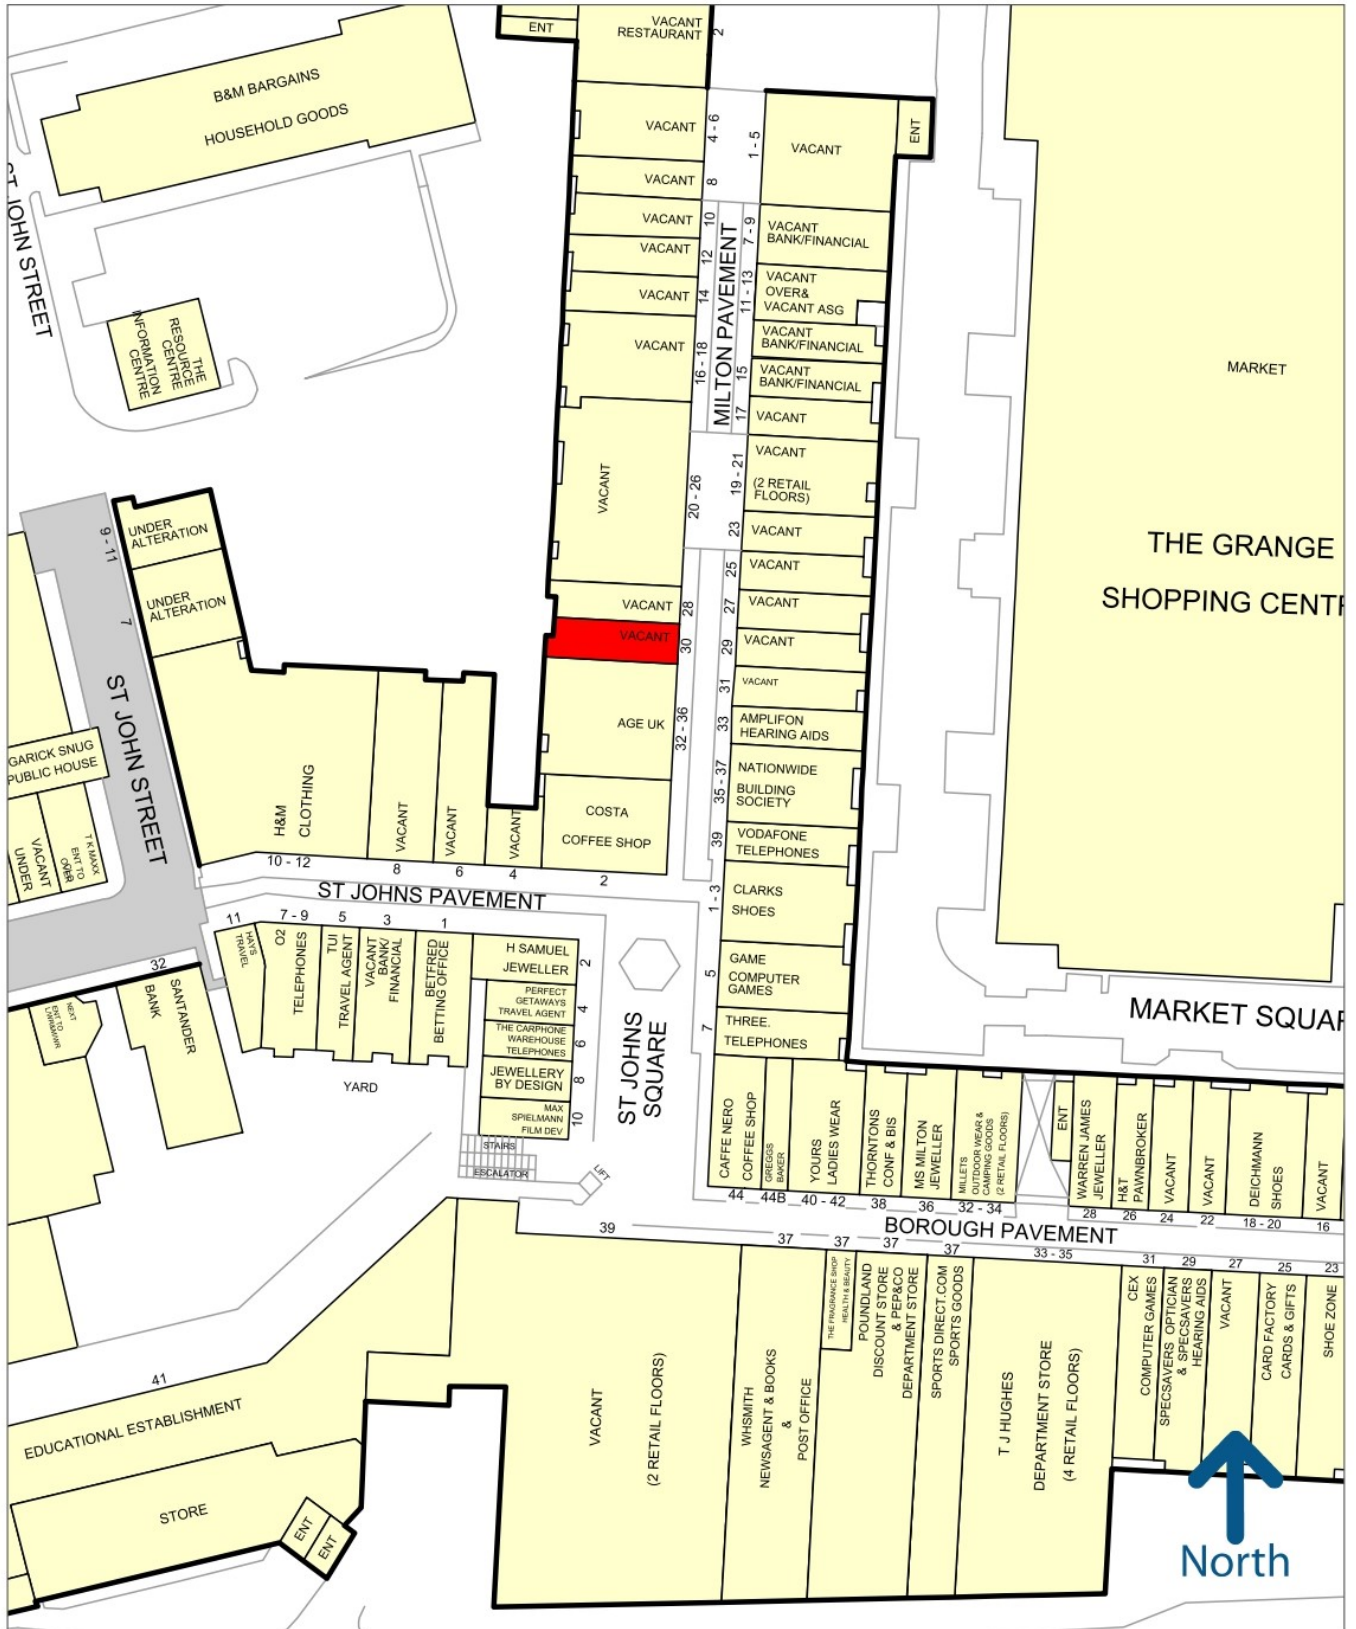 ENT
VACANT
RESTAURANT
2
B&M BARGAINS
HOUSEHOLD GOODS
ST JOHN STREET
THE
RESOURCE
CENTRE
INFORMATION
CENTRE
VACANT
4 - 6
VACANT
8
VACANT
10
VACANT
12
VACANT
14
VACANT
16 - 18
VACANT
20 - 26
VACANT
28
VACANT
30
AGE UK
32 - 36
COSTA
COFFEE SHOP
2
MILTON PAVEMENT
1 - 5
VACANT
ENT
7 - 9
VACANT
BANK/FINANCIAL
11 - 13
VACANT
OVER&
VACANT ASG
VACANT
BANK/FINANCIAL
15
VACANT
BANK/FINANCIAL
17
VACANT
19 - 21
VACANT
(2 RETAIL
FLOORS)
23
VACANT
25
VACANT
27
VACANT
29
VACANT
31
VACANT
33
AMPLIFON
HEARING AIDS
35 - 37
NATIONWIDE
BUILDING
SOCIETY
39
VODAFONE
TELEPHONES
1 - 3
CLARKS
SHOES
5
GAME
COMPUTER
GAMES
7
THREE.
TELEPHONES
MARKET
THE GRANGE
SHOPPING CENTR
MARKET SQUAR
9 - 11
UNDER
ALTERATION
7
UNDER
ALTERATION
ST JOHN STREET
GARICK SNUG
PUBLIC HOUSE
VACANT
UNDER
T K MAXX
ENT TO
H&M
CLOTHING
10 - 12
VACANT
8
VACANT
6
VACANT
4
ST JOHNS PAVEMENT
11
HAYS
TRAVEL
7 - 9
O2
TELEPHONES
5
TUI
TRAVEL AGENT
3
VACANT
BANK/
FINANCIAL
1
BETFRED
BETTING OFFICE
H SAMUEL
JEWELLER
2
PERFECT
GETAWAYS
TRAVEL AGENT
4
THE CARPHONE
WAREHOUSE
TELEPHONES
6
JEWELLERY
BY DESIGN
8
MAX
SPIELMANN
FILM DEV
10
STAIRS
ESCALATOR
LIFT
YARD
ST JOHNS
SQUARE
32
SANTANDER
BANK
NEXT
ENT TO
CAFFE NERO
COFFEE SHOP
44
GREGGS
BAKER
44B
YOURS
LADIES WEAR
40 - 42
THORNTONS
CONF & BIS
38
MS MILTON
JEWELLER
36
MILLETS
OUTDOOR WEAR &
CAMPING GOODS
(2 RETAIL FLOORS)
32 - 34
ENT
WARREN JAMES
JEWELLER
28
H&T
PAWNBROKER
26
VACANT
24
VACANT
22
DEICHMANN
SHOES
18 - 20
VACANT
16
BOROUGH PAVEMENT
39
VACANT
(2 RETAIL FLOORS)
37
WHSMITH
NEWSAGENT & BOOKS
&
POST OFFICE
37
THE FRAGRANCE SHOP
HEALTH & BEAUTY
37
POUNDLAND
DISCOUNT STORE
& PEP&CO
DEPARTMENT STORE
37
SPORTS DIRECT.COM
SPORTS GOODS
33 - 35
T J HUGHES
DEPARTMENT STORE
(4 RETAIL FLOORS)
31
CEX
COMPUTER GAMES
29
SPECSAVERS OPTICIAN
& SPECSAVERS
HEARING AIDS
27
VACANT
25
CARD FACTORY
CARDS & GIFTS
23
SHOE ZONE
41
EDUCATIONAL ESTABLISHMENT
STORE
ENT
ENT
North